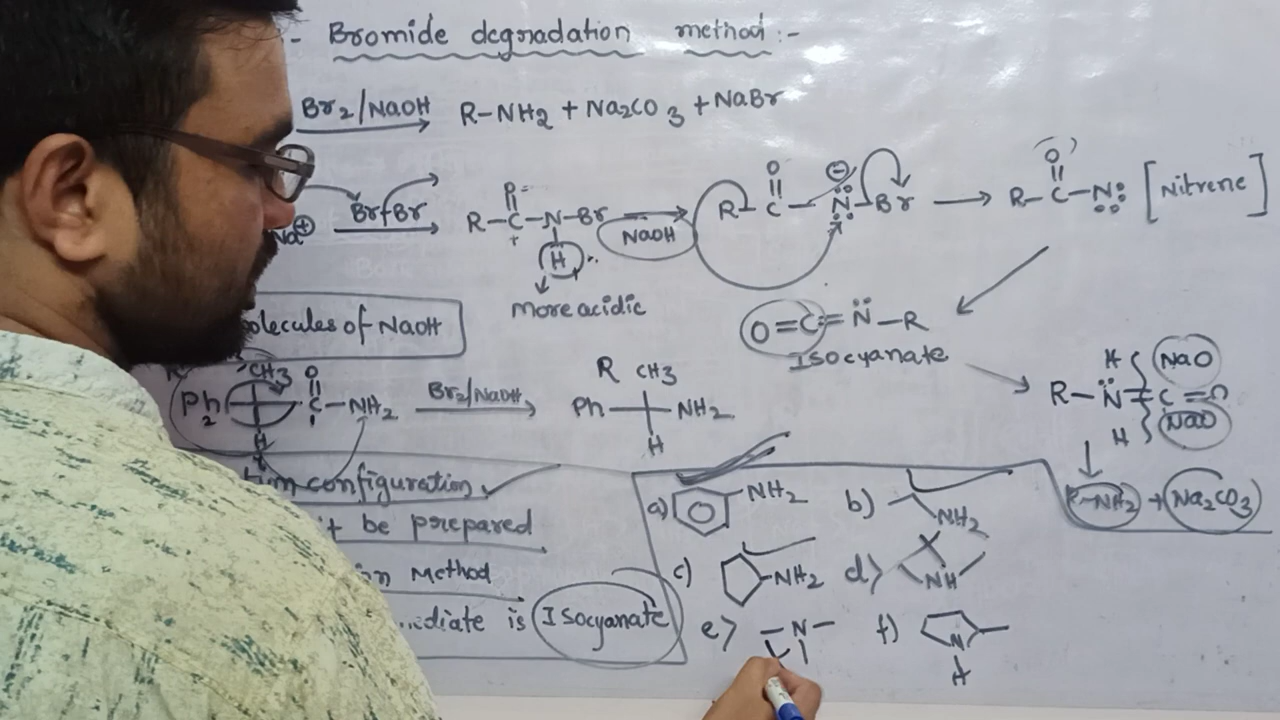 - Bromide degradation method :-
Br2/NaOH R-NH2 + Na2CO3 + NaBr
Na⊕ Br-Br R-C-N-Br NaOH R-C-N-Br → R-C-N [Nitrene]
H
More acidic
molecules of NaOH
O=C=N-R
Isocyanate
H NaO
R-N-C=O
H NaO
CH3 O R CH3
Ph C-NH2 Br2/NaOH Ph NH2
2 H H
R-NH2 + Na2CO3
configuration
a) NH2 b) NH2
't be prepared
Method
c) NH2 d) NH
is Isocyanate
e) N f) N
H